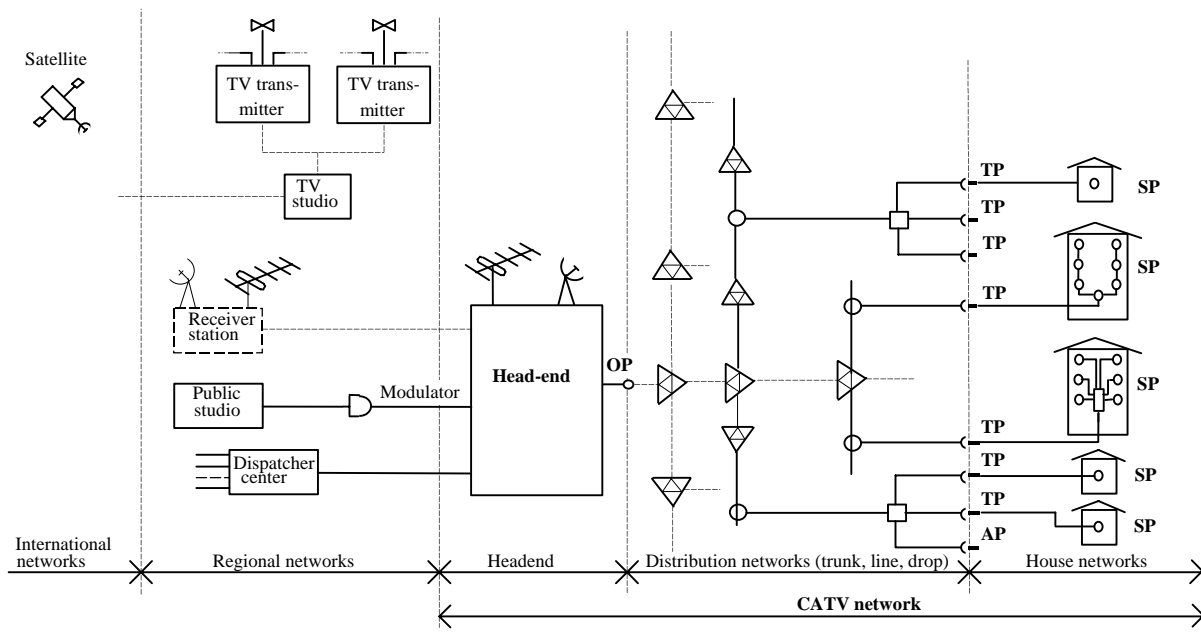 Satellite
TV trans-
mitter
TV trans-
mitter
TV
studio
Receiver
station
Public
studio
Modulator
Dispatcher
center
Head-end
OP
TP
SP
TP
TP
SP
TP
SP
TP
TP
SP
TP
SP
AP
International
networks
Regional networks
Headend
Distribution networks (trunk, line, drop)
House networks
CATV network